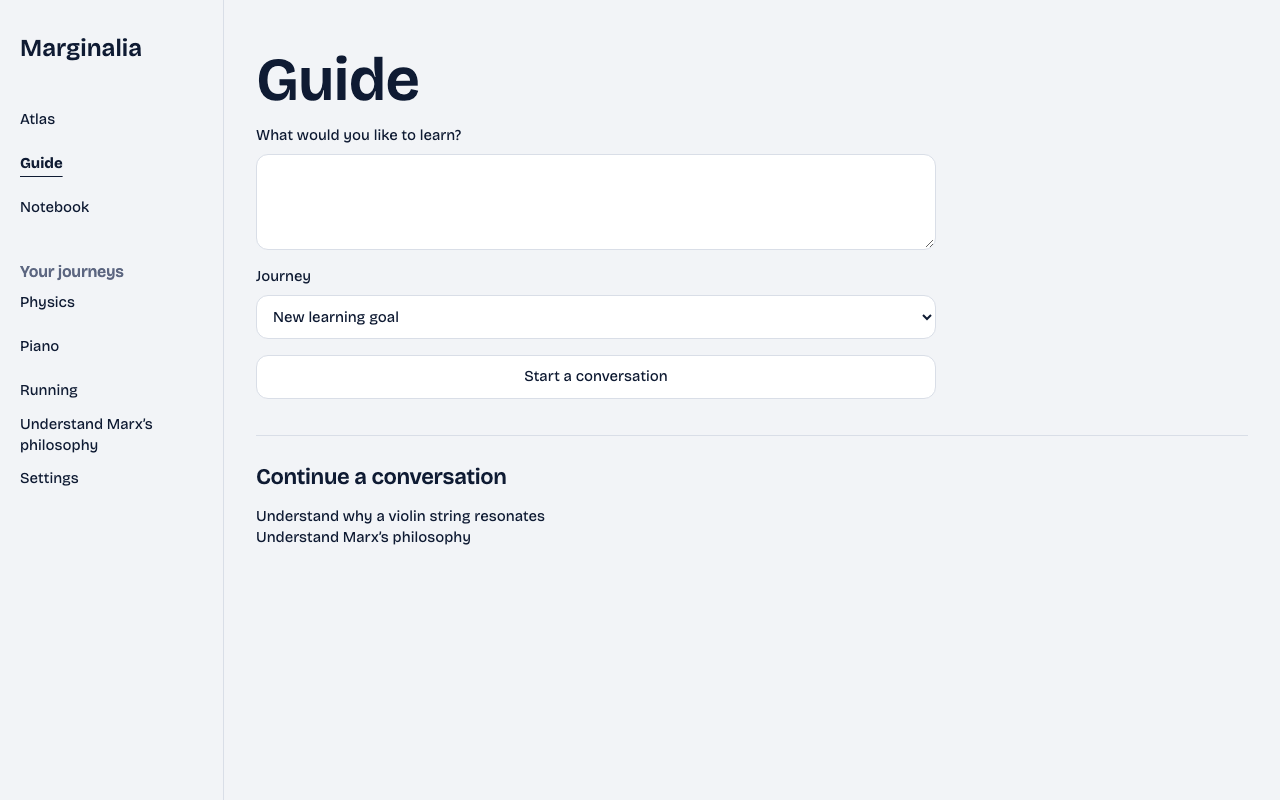 Marginalia
Atlas
Guide
Notebook
Your journeys
Physics
Piano
Running
Understand Marx’s
philosophy
Settings
Guide
What would you like to learn?
Journey
New learning goal
Start a conversation
Continue a conversation
Understand why a violin string resonates
Understand Marx’s philosophy